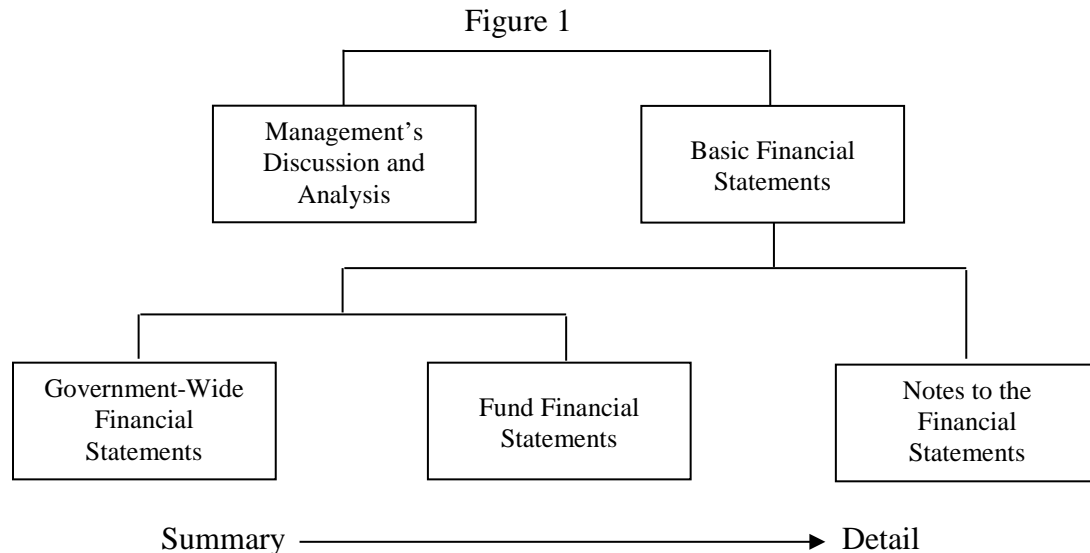 Figure 1
Management’s
Discussion and
Analysis
Basic Financial
Statements
Government-Wide
Financial
Statements
Fund Financial
Statements
Notes to the
Financial
Statements
Summary
Detail